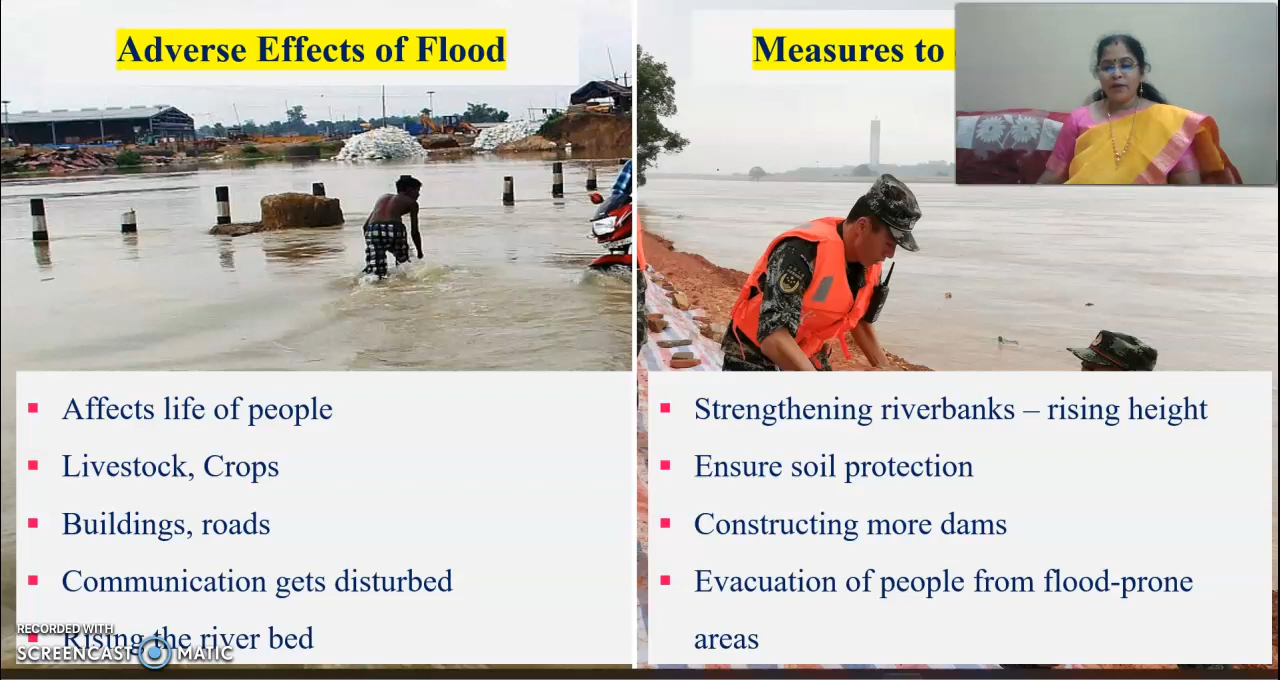 Adverse Effects of Flood
Affects life of people
Livestock, Crops
Buildings, roads
Communication gets disturbed
Rising the river bed
Measures to
Strengthening riverbanks – rising height
Ensure soil protection
Constructing more dams
Evacuation of people from flood-prone
areas
RECORDED WITH
SCREENCAST MATIC